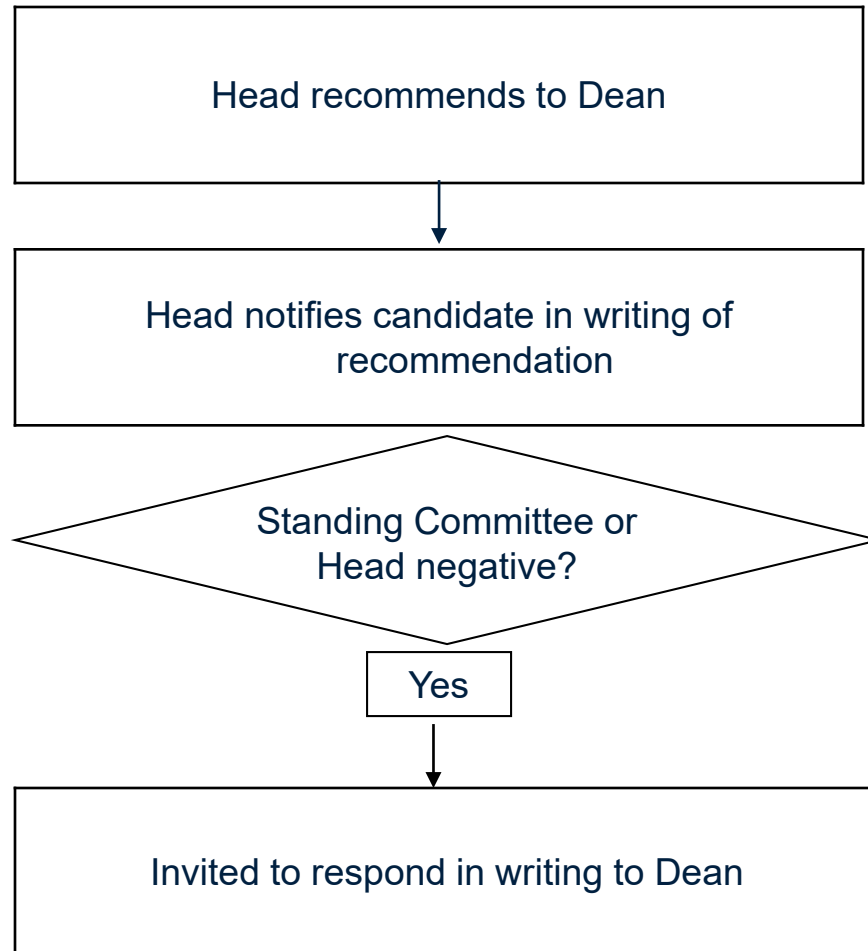 Head recommends to Dean
Head notifies candidate in writing of
recommendation
Standing Committee or
Head negative?
Yes
Invited to respond in writing to Dean